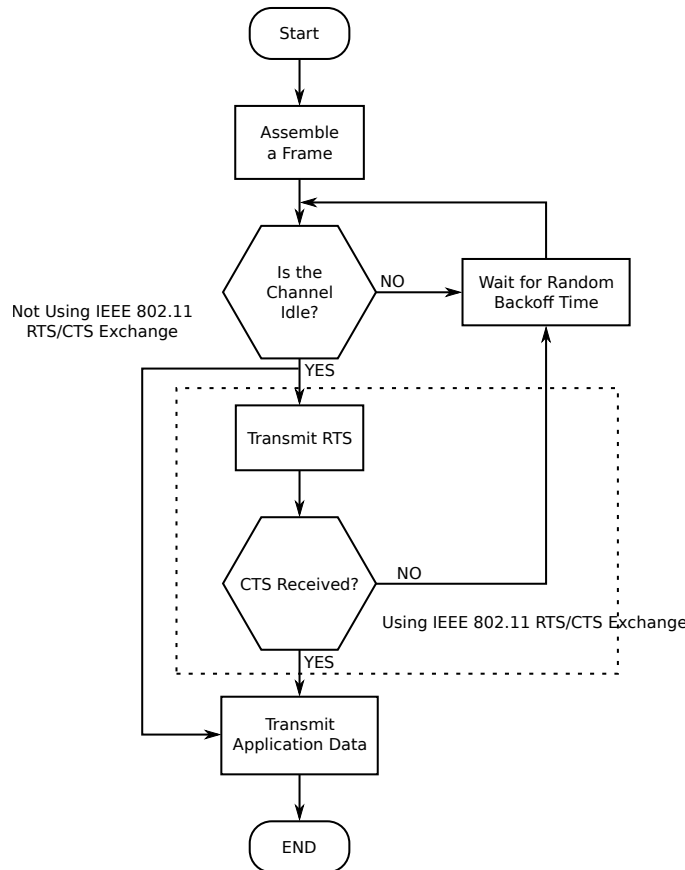 Start
Assemble
a Frame
Is the
Channel
Idle?
NO
Wait for Random
Backoff Time
Not Using IEEE 802.11
RTS/CTS Exchange
YES
Transmit RTS
CTS Received?
NO
Using IEEE 802.11 RTS/CTS Exchange
YES
Transmit
Application Data
END